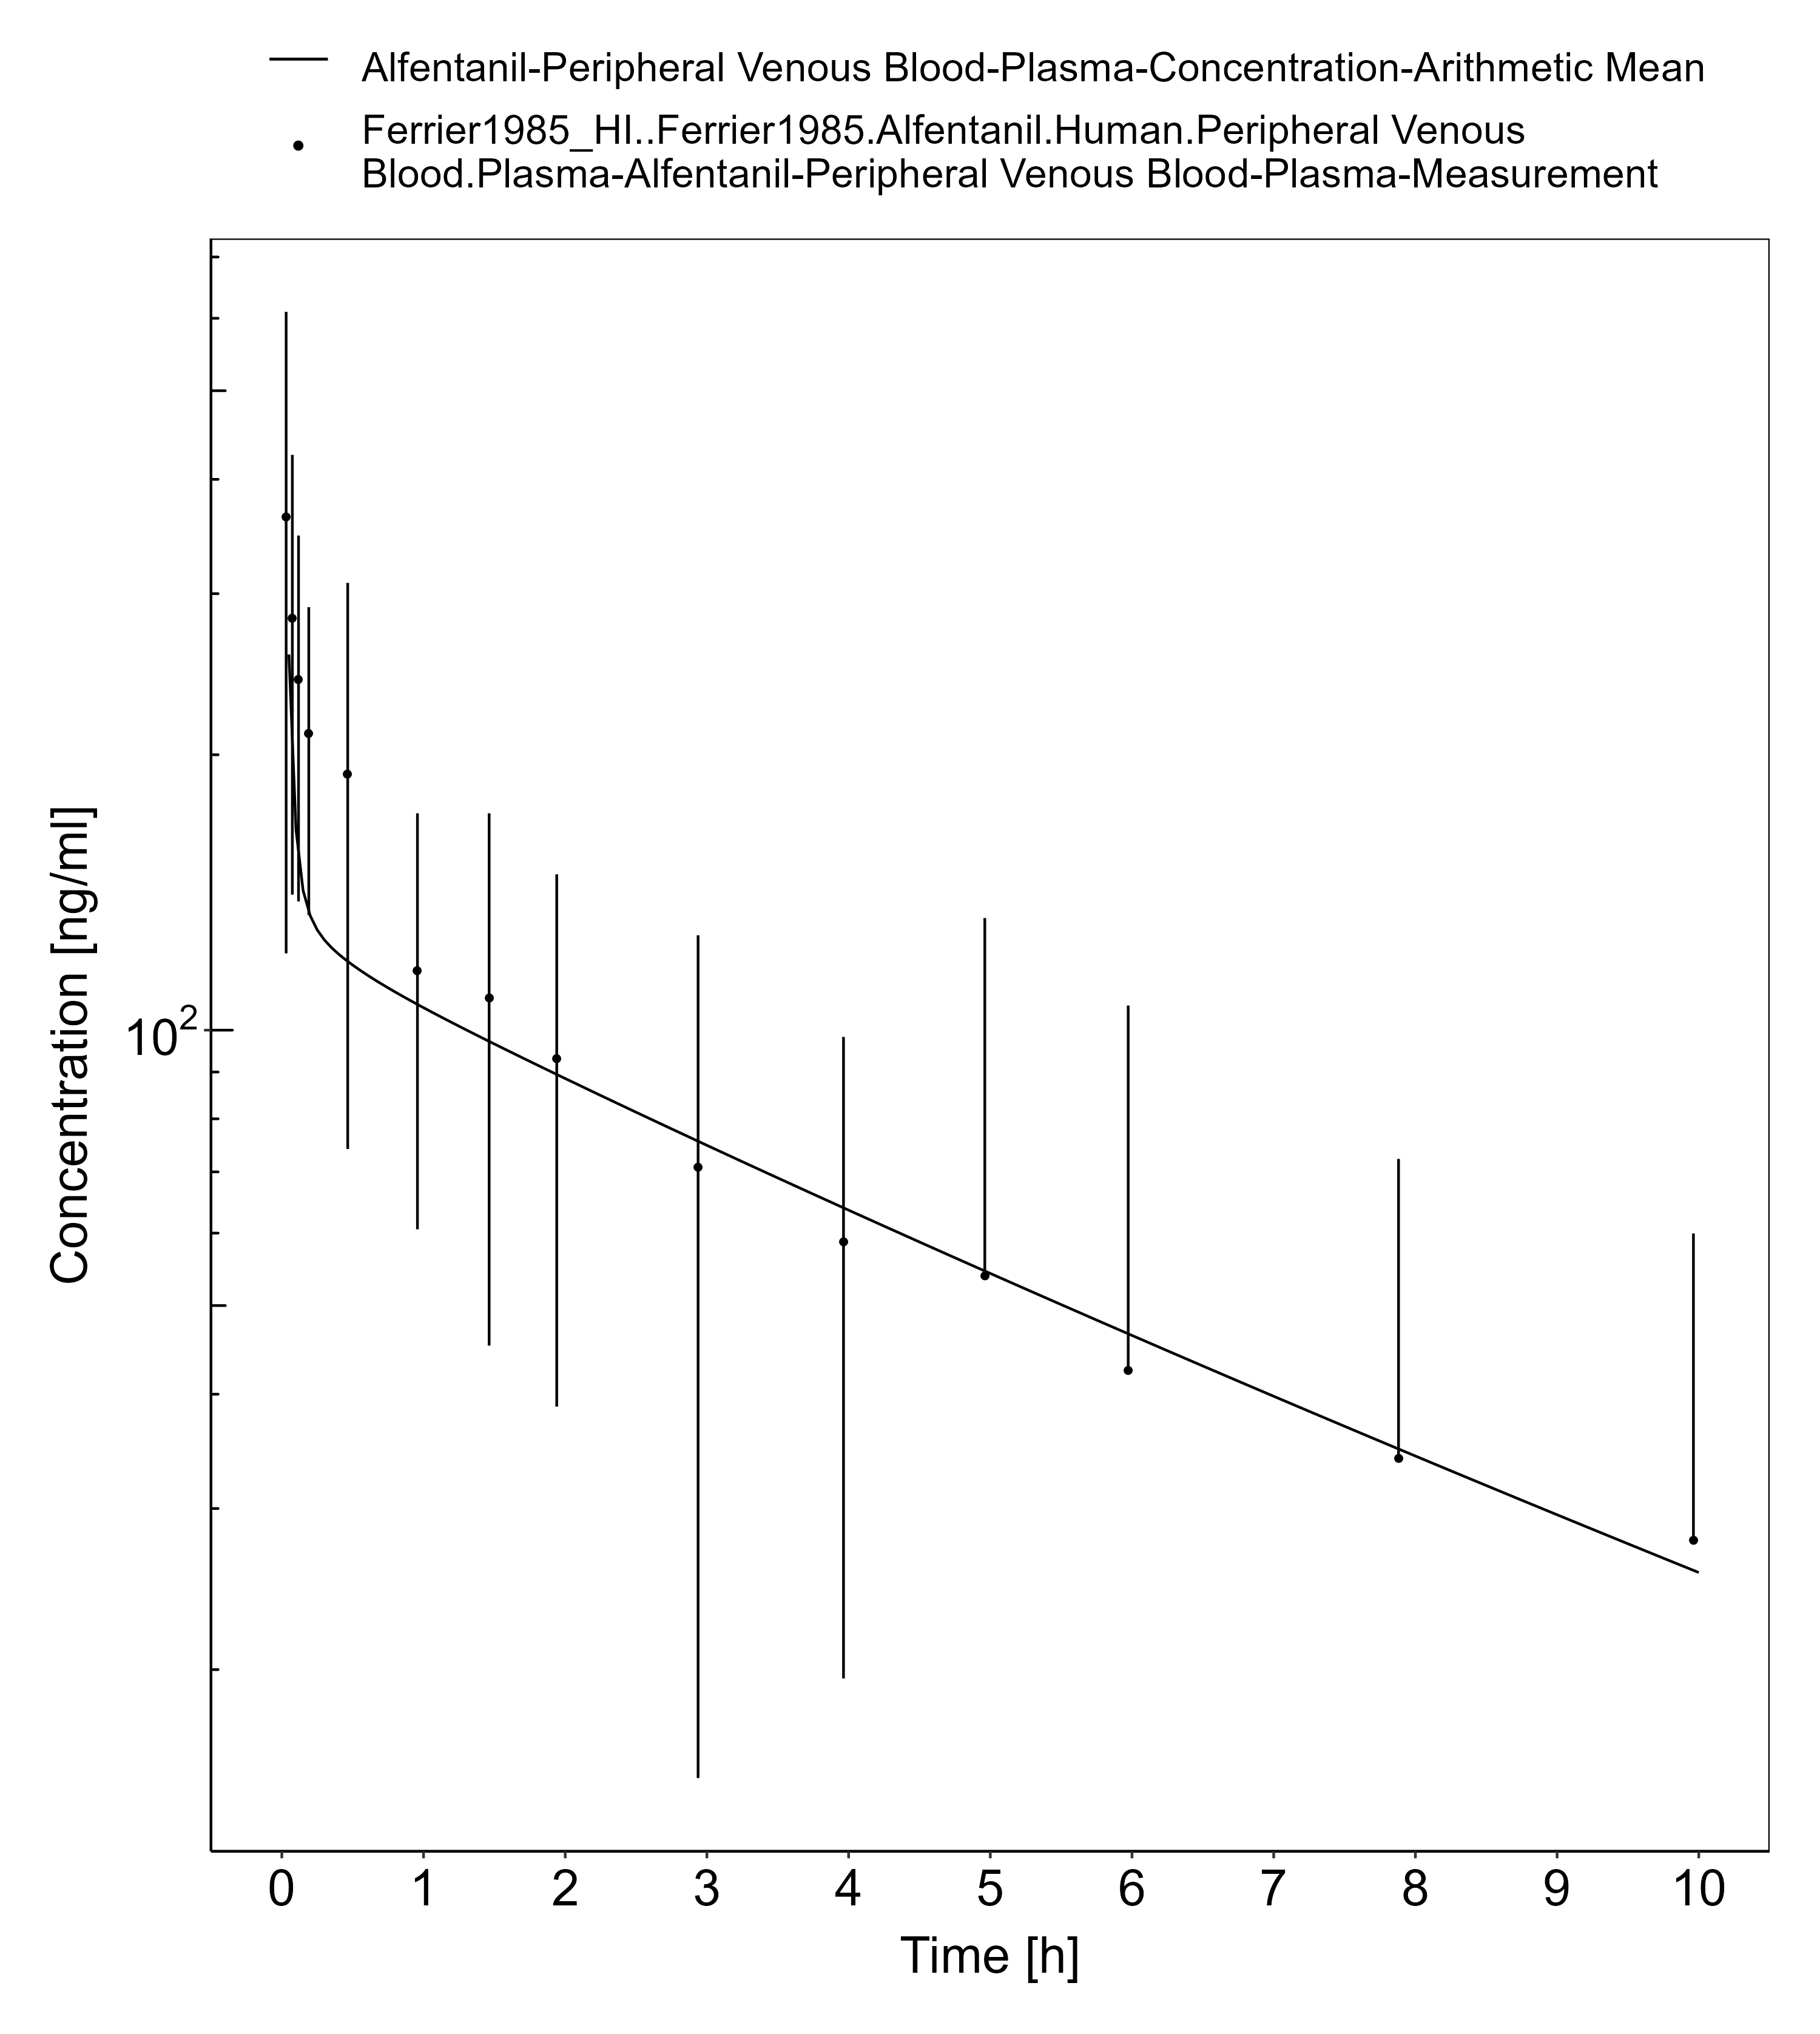 Alfentanil-Peripheral Venous Blood-Plasma-Concentration-Arithmetic Mean
Ferrier1985_HI..Ferrier1985.Alfentanil.Human.Peripheral Venous
Blood.Plasma-Alfentanil-Peripheral Venous Blood-Plasma-Measurement
Concentration [ng/ml]
10²
0 1 2 3 4 5 6 7 8 9 10
Time [h]